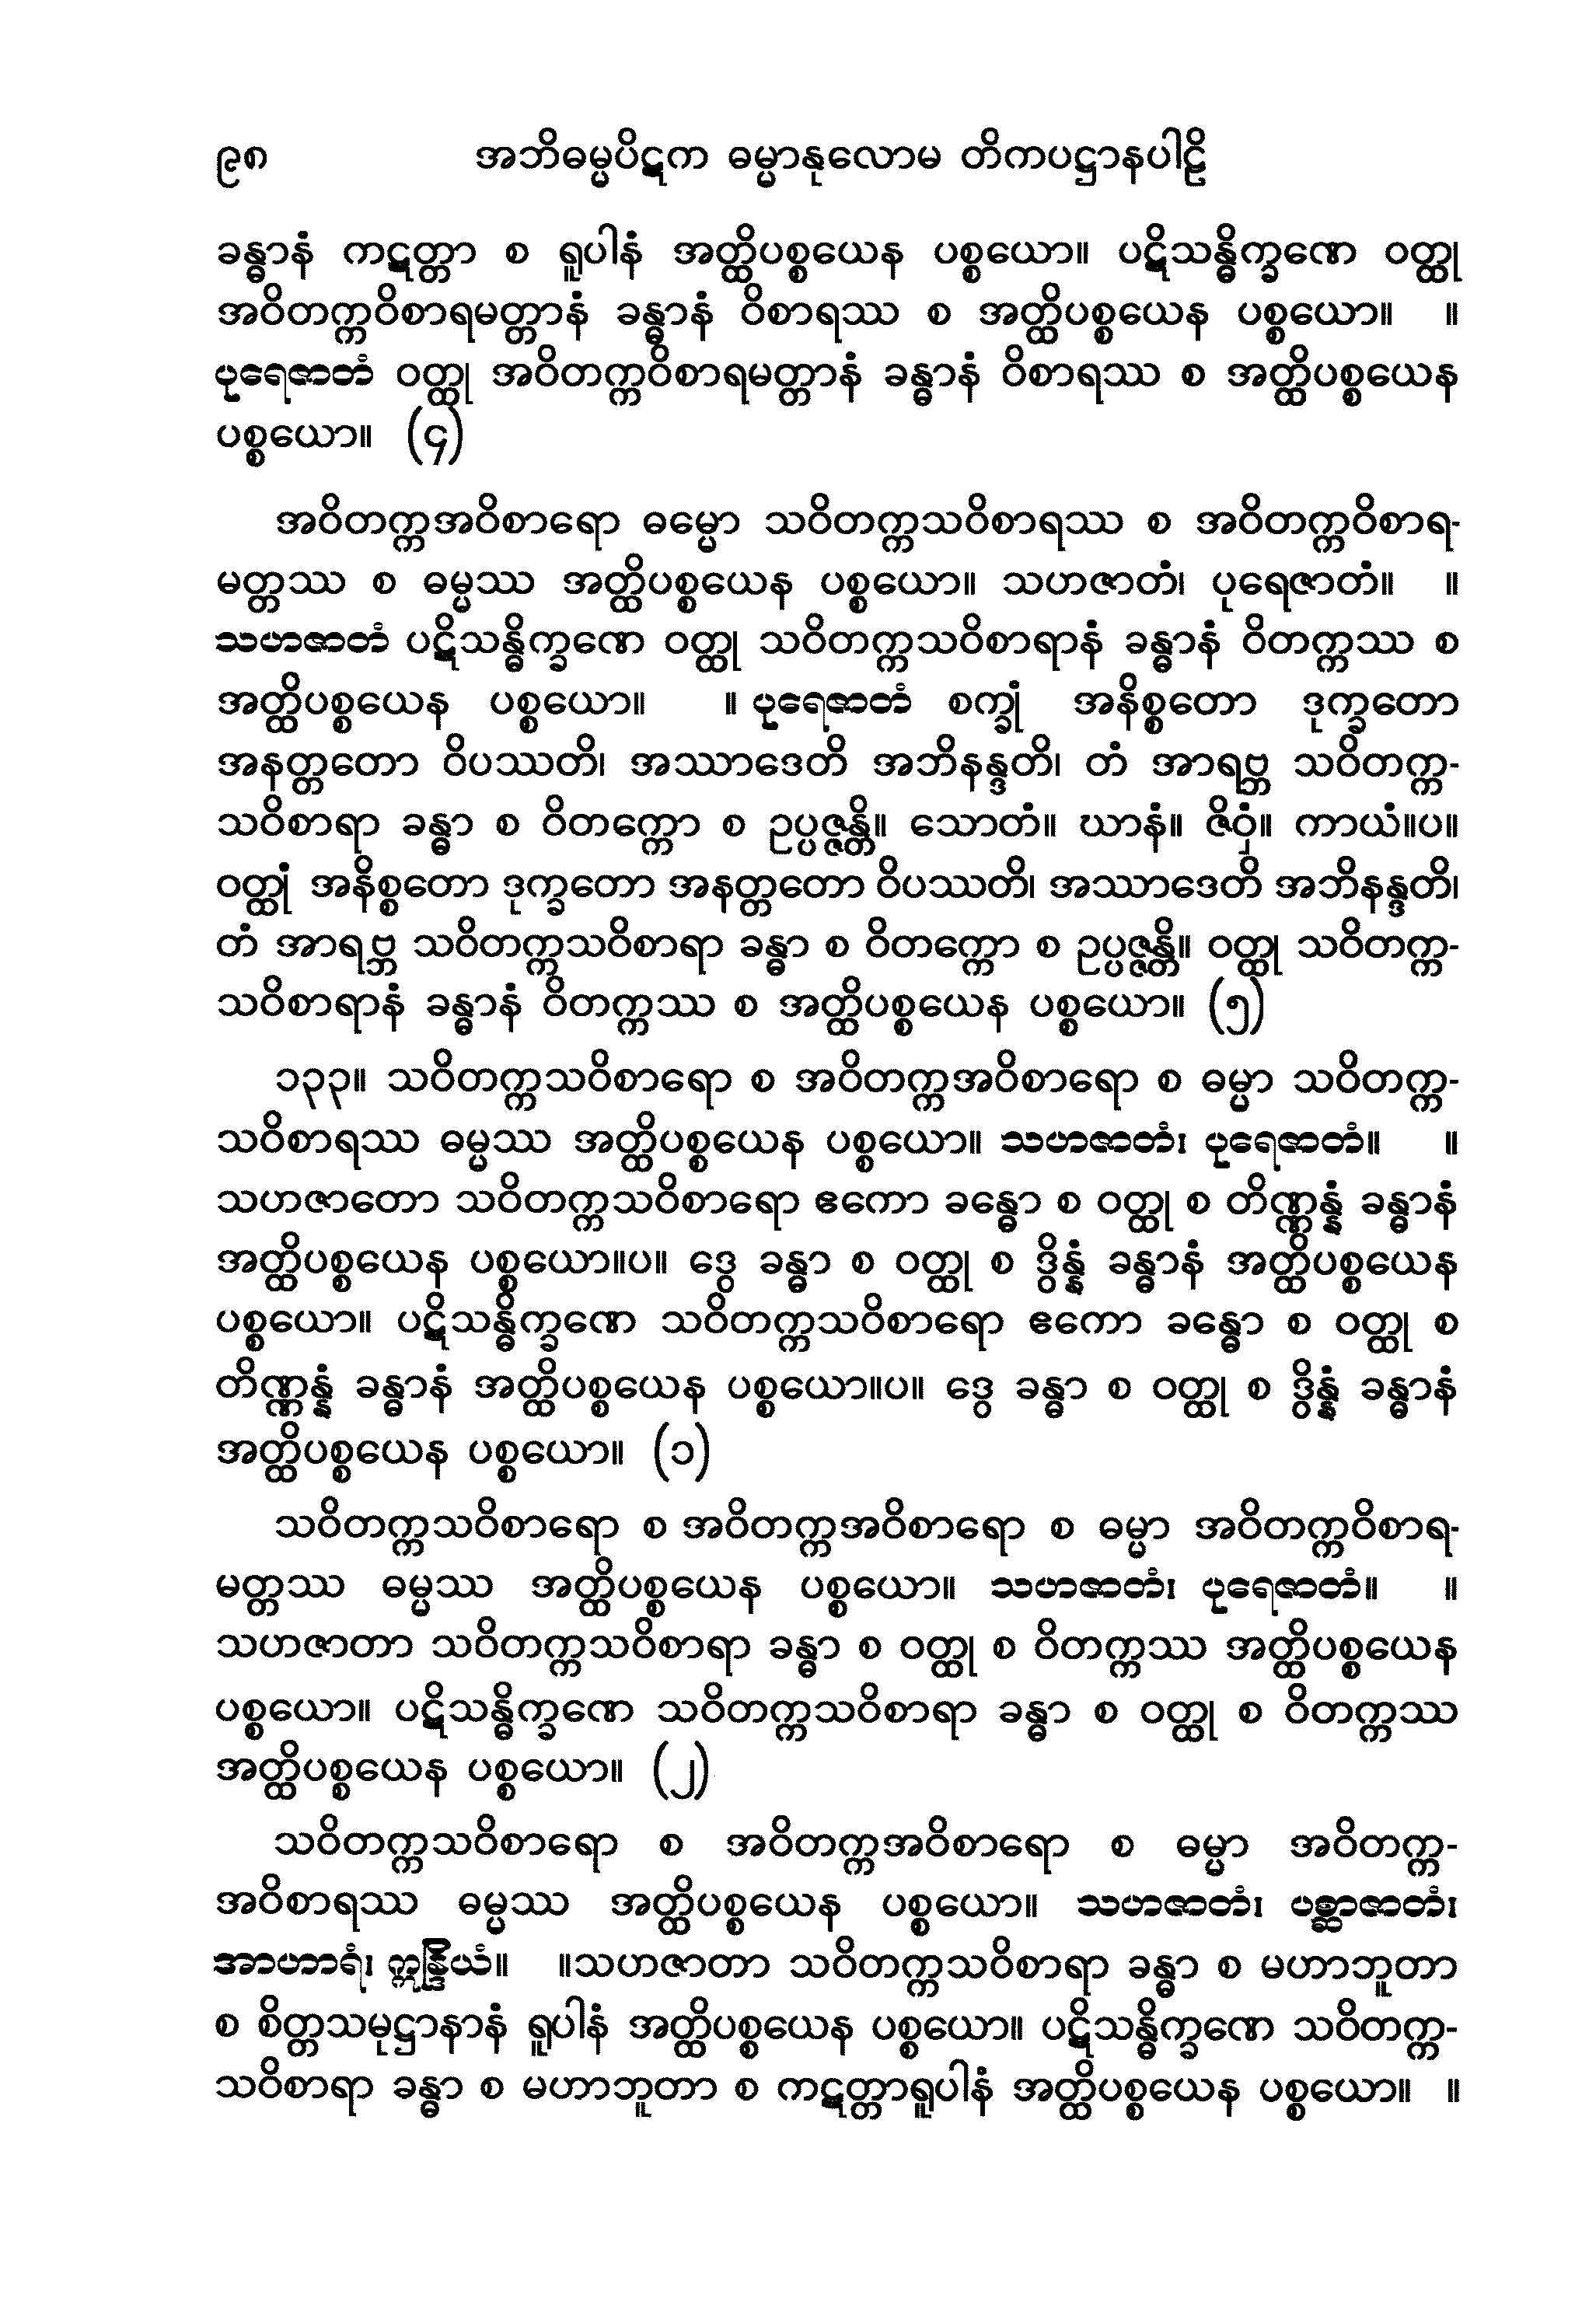 ၉၈ အဘိဓမ္မပိဋက ဓမ္မာနုလောမ တိကပဋ္ဌာနပါဠိ
ခန္ဓာနံ ကဋတ္တာ စ ရူပါနံ အတ္ထိပစ္စယေန ပစ္စယော။ ပဋိသန္ဓိက္ခဏေ ဝတ္ထု
အဝိတက္ကဝိစာရမတ္တာနံ ခန္ဓာနံ ဝိစာရဿ စ အတ္ထိပစ္စယေန ပစ္စယော။ ။
ပုရေဇာတံ ဝတ္ထု အဝိတက္ကဝိစာရမတ္တာနံ ခန္ဓာနံ ဝိစာရဿ စ အတ္ထိပစ္စယေန
ပစ္စယော။ (၄)
အဝိတက္ကအဝိစာရော ဓမ္မော သဝိတက္ကသဝိစာရဿ စ အဝိတက္ကဝိစာရ-
မတ္တဿ စ ဓမ္မဿ အတ္ထိပစ္စယေန ပစ္စယော။ သဟဇာတံ၊ ပုရေဇာတံ။ ။
သဟဇာတံ ပဋိသန္ဓိက္ခဏေ ဝတ္ထု သဝိတက္ကသဝိစာရာနံ ခန္ဓာနံ ဝိတက္ကဿ စ
အတ္ထိပစ္စယေန ပစ္စယော။ ။ ပုရေဇာတံ စက္ခုံ အနိစ္စတော ဒုက္ခတော
အနတ္တတော ဝိပဿတိ၊ အဿာဒေတိ အဘိနန္ဒတိ၊ တံ အာရဗ္ဘ သဝိတက္က-
သဝိစာရာ ခန္ဓာ စ ဝိတက္ကော စ ဥပ္ပဇ္ဇန္တိ။ သောတံ။ ဃာနံ။ ဇိဝှံ။ ကာယံ။ပ။
ဝတ္ထုံ အနိစ္စတော ဒုက္ခတော အနတ္တတော ဝိပဿတိ၊ အဿာဒေတိ အဘိနန္ဒတိ၊
တံ အာရဗ္ဘ သဝိတက္ကသဝိစာရာ ခန္ဓာ စ ဝိတက္ကော စ ဥပ္ပဇ္ဇန္တိ။ ဝတ္ထု သဝိတက္က-
သဝိစာရာနံ ခန္ဓာနံ ဝိတက္ကဿ စ အတ္ထိပစ္စယေန ပစ္စယော။ (၅)
၁၃၃။ သဝိတက္ကသဝိစာရော စ အဝိတက္ကအဝိစာရော စ ဓမ္မာ သဝိတက္က-
သဝိစာရဿ ဓမ္မဿ အတ္ထိပစ္စယေန ပစ္စယော။ သဟဇာတံ၊ ပုရေဇာတံ။ ။
သဟဇာတော သဝိတက္ကသဝိစာရော ဧကော ခန္ဓော စ ဝတ္ထု စ တိဏ္ဏန္နံ ခန္ဓာနံ
အတ္ထိပစ္စယေန ပစ္စယော။ပ။ ဒွေ ခန္ဓာ စ ဝတ္ထု စ ဒွိန္နံ ခန္ဓာနံ အတ္ထိပစ္စယေန
ပစ္စယော။ ပဋိသန္ဓိက္ခဏေ သဝိတက္ကသဝိစာရော ဧကော ခန္ဓော စ ဝတ္ထု စ
တိဏ္ဏန္နံ ခန္ဓာနံ အတ္ထိပစ္စယေန ပစ္စယော။ပ။ ဒွေ ခန္ဓာ စ ဝတ္ထု စ ဒွိန္နံ ခန္ဓာနံ
အတ္ထိပစ္စယေန ပစ္စယော။ (၁)
သဝိတက္ကသဝိစာရော စ အဝိတက္ကအဝိစာရော စ ဓမ္မာ အဝိတက္ကဝိစာရ-
မတ္တဿ ဓမ္မဿ အတ္ထိပစ္စယေန ပစ္စယော။ သဟဇာတံ၊ ပုရေဇာတံ။ ။
သဟဇာတာ သဝိတက္ကသဝိစာရာ ခန္ဓာ စ ဝတ္ထု စ ဝိတက္ကဿ အတ္ထိပစ္စယေန
ပစ္စယော။ ပဋိသန္ဓိက္ခဏေ သဝိတက္ကသဝိစာရာ ခန္ဓာ စ ဝတ္ထု စ ဝိတက္ကဿ
အတ္ထိပစ္စယေန ပစ္စယော။ (၂)
သဝိတက္ကသဝိစာရော စ အဝိတက္ကအဝိစာရော စ ဓမ္မာ အဝိတက္က-
အဝိစာရဿ ဓမ္မဿ အတ္ထိပစ္စယေန ပစ္စယော။ သဟဇာတံ၊ ပစ္ဆာဇာတံ၊
အာဟာရံ၊ ဣန္ဒြိယံ။ ။သဟဇာတာ သဝိတက္ကသဝိစာရာ ခန္ဓာ စ မဟာဘူတာ
စ စိတ္တသမုဋ္ဌာနာနံ ရူပါနံ အတ္ထိပစ္စယေန ပစ္စယော။ ပဋိသန္ဓိက္ခဏေ သဝိတက္က-
သဝိစာရာ ခန္ဓာ စ မဟာဘူတာ စ ကဋတ္တာရူပါနံ အတ္ထိပစ္စယေန ပစ္စယော။ ။